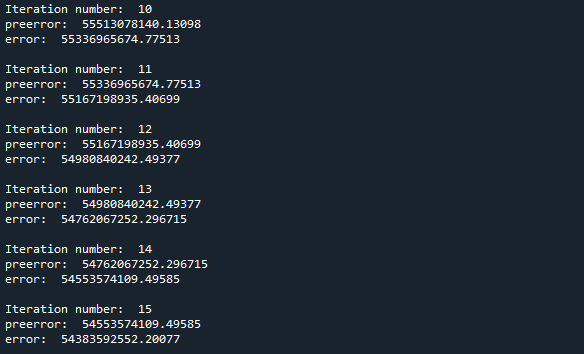 Iteration number:  10
preerror:  55513078140.13098
error:  55336965674.77513
Iteration number:  11
preerror:  55336965674.77513
error:  55167198935.40699
Iteration number:  12
preerror:  55167198935.40699
error:  54980840242.49377
Iteration number:  13
preerror:  54980840242.49377
error:  54762067252.296715
Iteration number:  14
preerror:  54762067252.296715
error:  54553574109.49585
Iteration number:  15
preerror:  54553574109.49585
error:  54383592552.20077